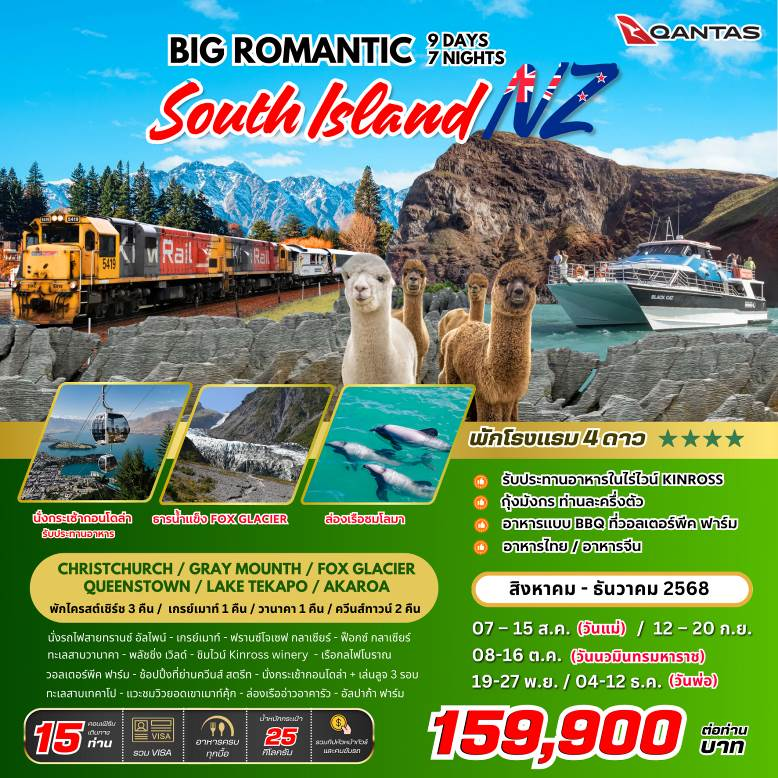 BIG ROMANTIC 9 DAYS 7 NIGHTS
QANTAS
South Island NZ
5419
Kiwi Rail
BLACK CAT
นั่งกระเช้ากอนโดล่า
รับประทานอาหาร
ธารน้ำแข็ง FOX GLACIER
ล่องเรือชมโลมา
พักโรงแรม 4 ดาว
รับประทานอาหารในไร่ไวน์ KINROSS
กุ้งมังกร ท่านละครึ่งตัว
อาหารแบบ BBQ ที่วอลเตอร์พีค ฟาร์ม
อาหารไทย / อาหารจีน
CHRISTCHURCH / GRAY MOUNTH / FOX GLACIER
QUEENSTOWN / LAKE TEKAPO / AKAROA
พักไครสต์เชิร์ช 3 คืน / เกรย์เมาท์ 1 คืน / วานาคา 1 คืน / ควีนส์ทาวน์ 2 คืน
นั่งรถไฟสายทรานซ์ อัลไพน์ - เกรย์เมาท์ - ฟรานซ์โจเซฟ กลาเซียร์ - ฟ็อกซ์ กลาเซียร์
ทะเลสาบวานาคา - พลัซซิ่ง เวิลด์ - ชิมไวน์ Kinross winery - เรือกลไฟโบราณ
วอลเตอร์พีค ฟาร์ม - ช้อปปิ้งที่ย่านควีนส์ สตรีท - นั่งกระเช้ากอนโดล่า + เล่นลูจ 3 รอบ
ทะเลสาบเทคาโป - แวะชมวิวยอดเขาเมาท์คุ้ก - ล่องเรืออ่าวอาคารัว - อัลปาก้า ฟาร์ม
สิงหาคม - ธันวาคม 2568
07 – 15 ส.ค. (วันแม่) / 12 – 20 ก.ย.
08-16 ต.ค. (วันนวมินทรมหาราช)
19-27 พ.ย. / 04-12 ธ.ค. (วันพ่อ)
15 คอนเฟิร์ม เดินทาง ท่าน
VISA
รวม VISA
อาหารครบ
ทุกมื้อ
น้ำหนักกระเป๋า
25
กิโลกรัม
รวมทิปหัวหน้าทัวร์
และคนขับรถ
159,900 ต่อท่าน บาท